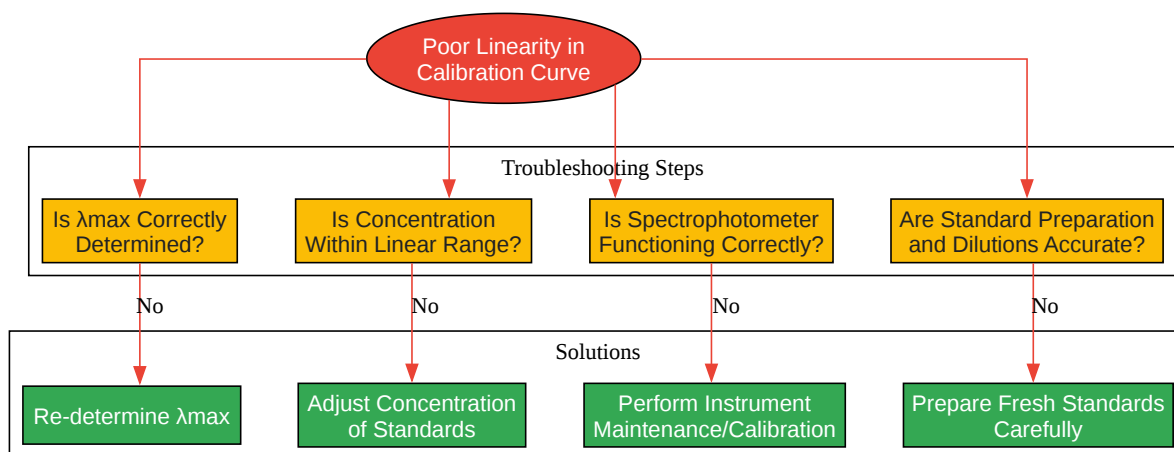 Poor Linearity in
Calibration Curve
Troubleshooting Steps
Is λmax Correctly
Determined?
Is Concentration
Within Linear Range?
Is Spectrophotometer
Functioning Correctly?
Are Standard Preparation
and Dilutions Accurate?
No
No
No
No
Solutions
Re-determine λmax
Adjust Concentration
of Standards
Perform Instrument
Maintenance/Calibration
Prepare Fresh Standards
Carefully